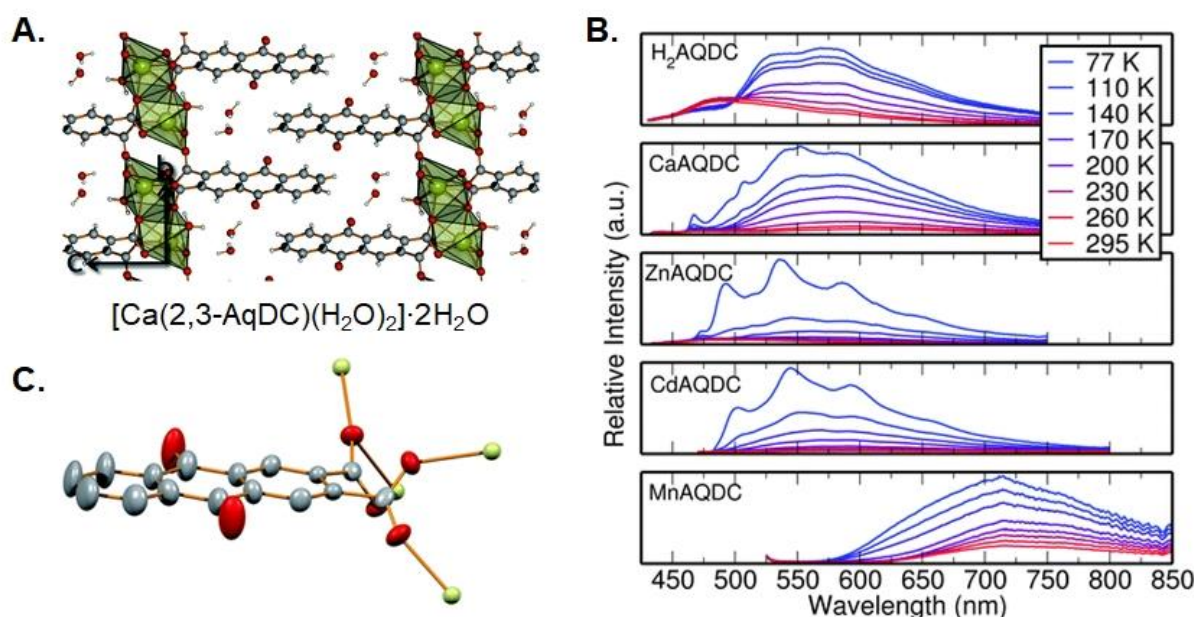 A.
b
C
[Ca(2,3-AqDC)(H₂O)₂]·2H₂O
B.
H₂AQDC
CaAQDC
ZnAQDC
CdAQDC
MnAQDC
77 K
110 K
140 K
170 K
200 K
230 K
260 K
295 K
Relative Intensity (a.u.)
450 500 550 600 650 700 750 800 850
Wavelength (nm)
C.